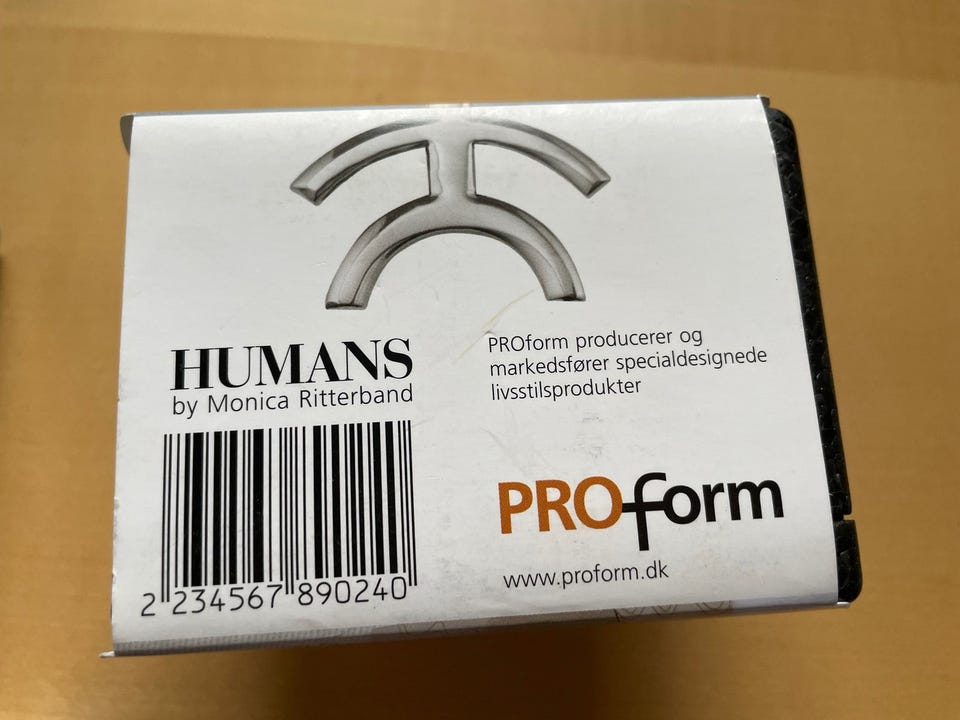 HUMANS
by Monica Ritterband
2 234567 890240
PROform producerer og
markedsfører specialdesignede
livsstilsprodukter
PROform
www.proform.dk